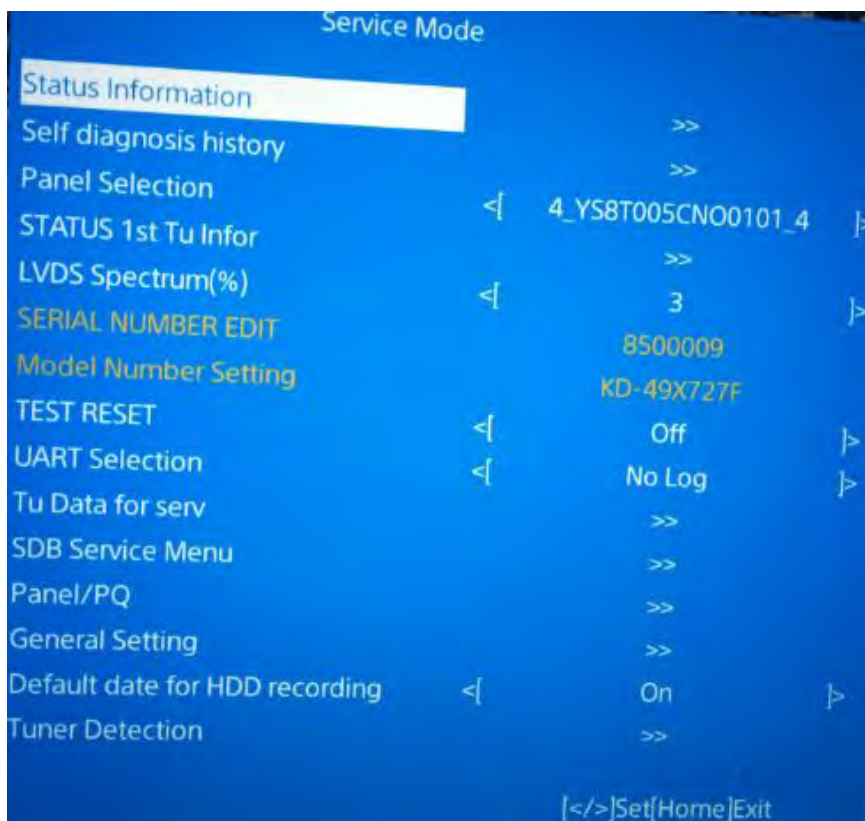 Service Mode
Status Information >>
Self diagnosis history >>
Panel Selection <[ 4_YS8T005CNO0101_4 ]>
STATUS 1st Tu Infor >>
LVDS Spectrum(%) <[ 3 ]>
SERIAL NUMBER EDIT 8500009
Model Number Setting KD-49X727F
TEST RESET <[ Off ]>
UART Selection <[ No Log ]>
Tu Data for serv >>
SDB Service Menu >>
Panel/PQ >>
General Setting >>
Default date for HDD recording <[ On ]>
Tuner Detection >>
[</>]Set[Home]Exit